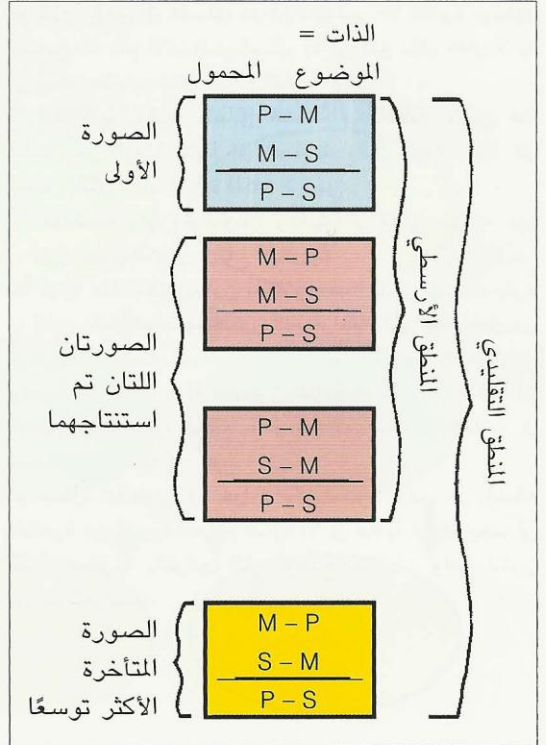 الذات =
الموضوع المحمول
P – M
M – S
P – S
الصورة
الأولى
M – P
M – S
P – S
الصورتان
اللتان تم
استنتاجهما
P – M
S – M
P – S
المنطق الأرسطي
المنطق التقليدي
M – P
S – M
P – S
الصورة
المتأخرة
الأكثر توسعًا